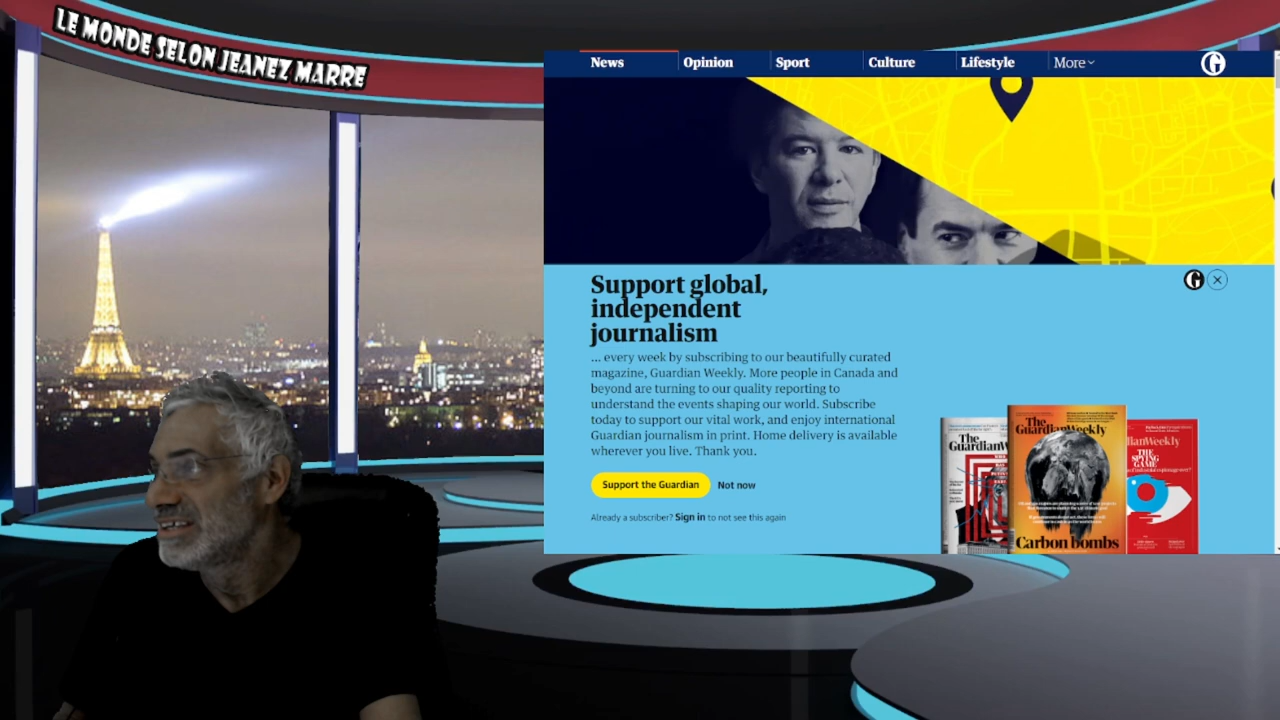 LE MONDE SELON JEANEZ MARRE
News Opinion Sport Culture Lifestyle More
G
Support global,
independent
journalism
G
... every week by subscribing to our beautifully curated
magazine, Guardian Weekly. More people in Canada and
beyond are turning to our quality reporting to
understand the events shaping our world. Subscribe
today to support our vital work, and enjoy international
Guardian journalism in print. Home delivery is available
wherever you live. Thank you.
Support the Guardian Not now
Already a subscriber? Sign in to not see this again
The
GuardianW
The
Guardian Weekly
Carbon bombs
dianWeekly
THE
SPYING
GAME